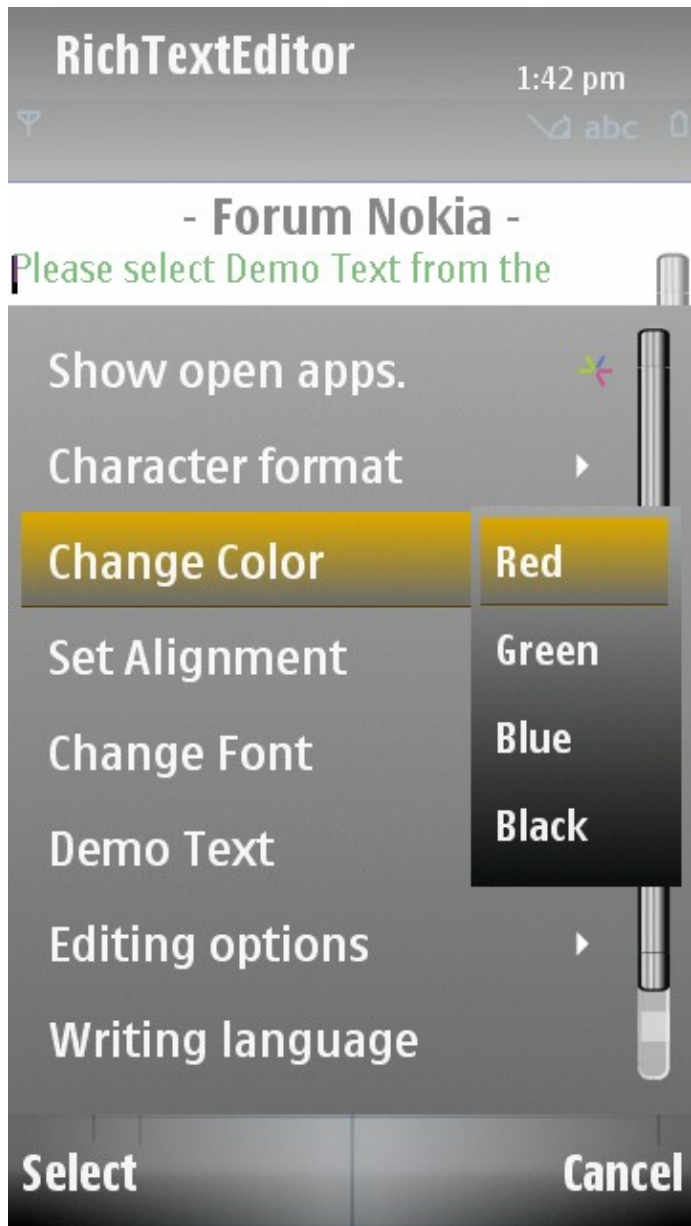 RichTextEditor
1:42 pm
abc
- Forum Nokia -
Please select Demo Text from the
Show open apps.
Character format
Change Color
Red
Set Alignment
Green
Change Font
Blue
Demo Text
Black
Editing options
Writing language
Select
Cancel